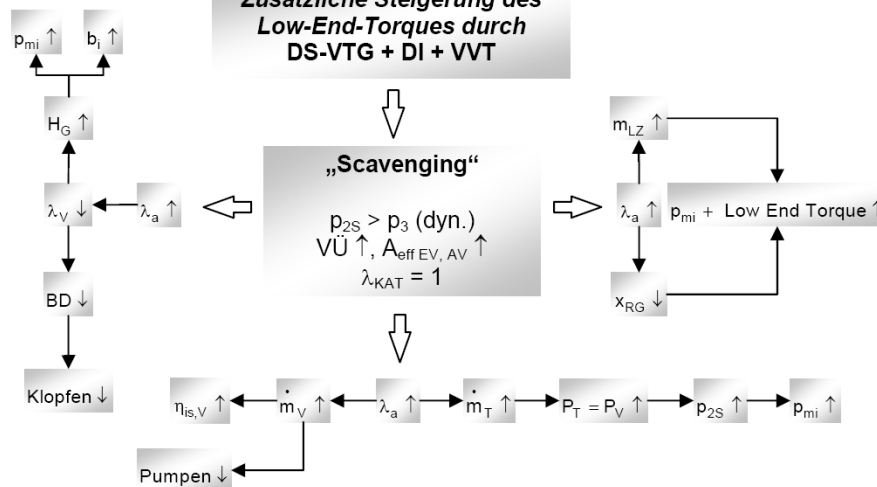 Zusätzliche Steigerung des
Low-End-Torques durch
DS-VTG + DI + VVT
p_mi ↑
b_i ↑
H_G ↑
λ_V ↓
λ_a ↑
BD ↓
Klopfen ↓
„Scavenging“
p_2S > p_3 (dyn.)
VÜ ↑, A_eff EV, AV ↑
λ_KAT = 1
m_LZ ↑
λ_a ↑
p_mi + Low End Torque ↑
x_RG ↓
η_is,V ↑
ṁ_V ↑
λ_a ↑
ṁ_T ↑
P_T = P_V ↑
p_2S ↑
p_mi ↑
Pumpen ↓